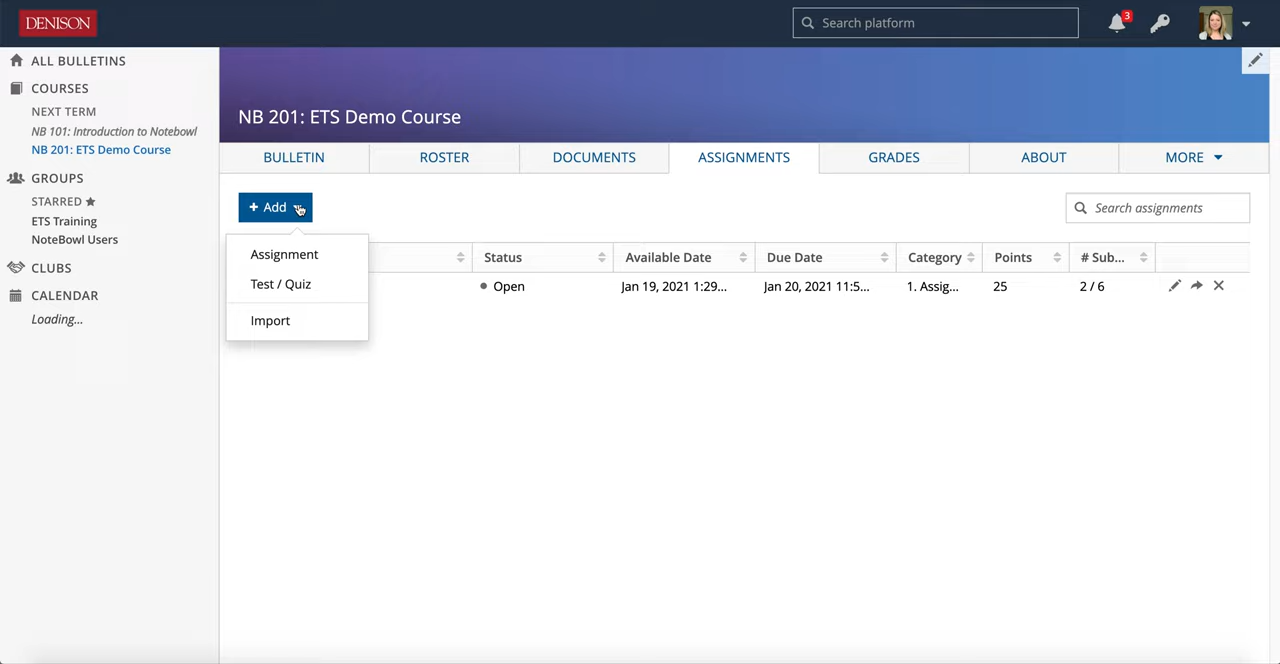 DENISON
Search platform
3
ALL BULLETINS
COURSES
NEXT TERM
NB 101: Introduction to Notebowl
NB 201: ETS Demo Course
GROUPS
STARRED
ETS Training
NoteBowl Users
CLUBS
CALENDAR
Loading...
NB 201: ETS Demo Course
BULLETIN
ROSTER
DOCUMENTS
ASSIGNMENTS
GRADES
ABOUT
MORE
+ Add
Search assignments
Assignment
Test / Quiz
Import
Status
Available Date
Due Date
Category
Points
# Sub...
Open
Jan 19, 2021 1:29...
Jan 20, 2021 11:5...
1. Assig...
25
2 / 6